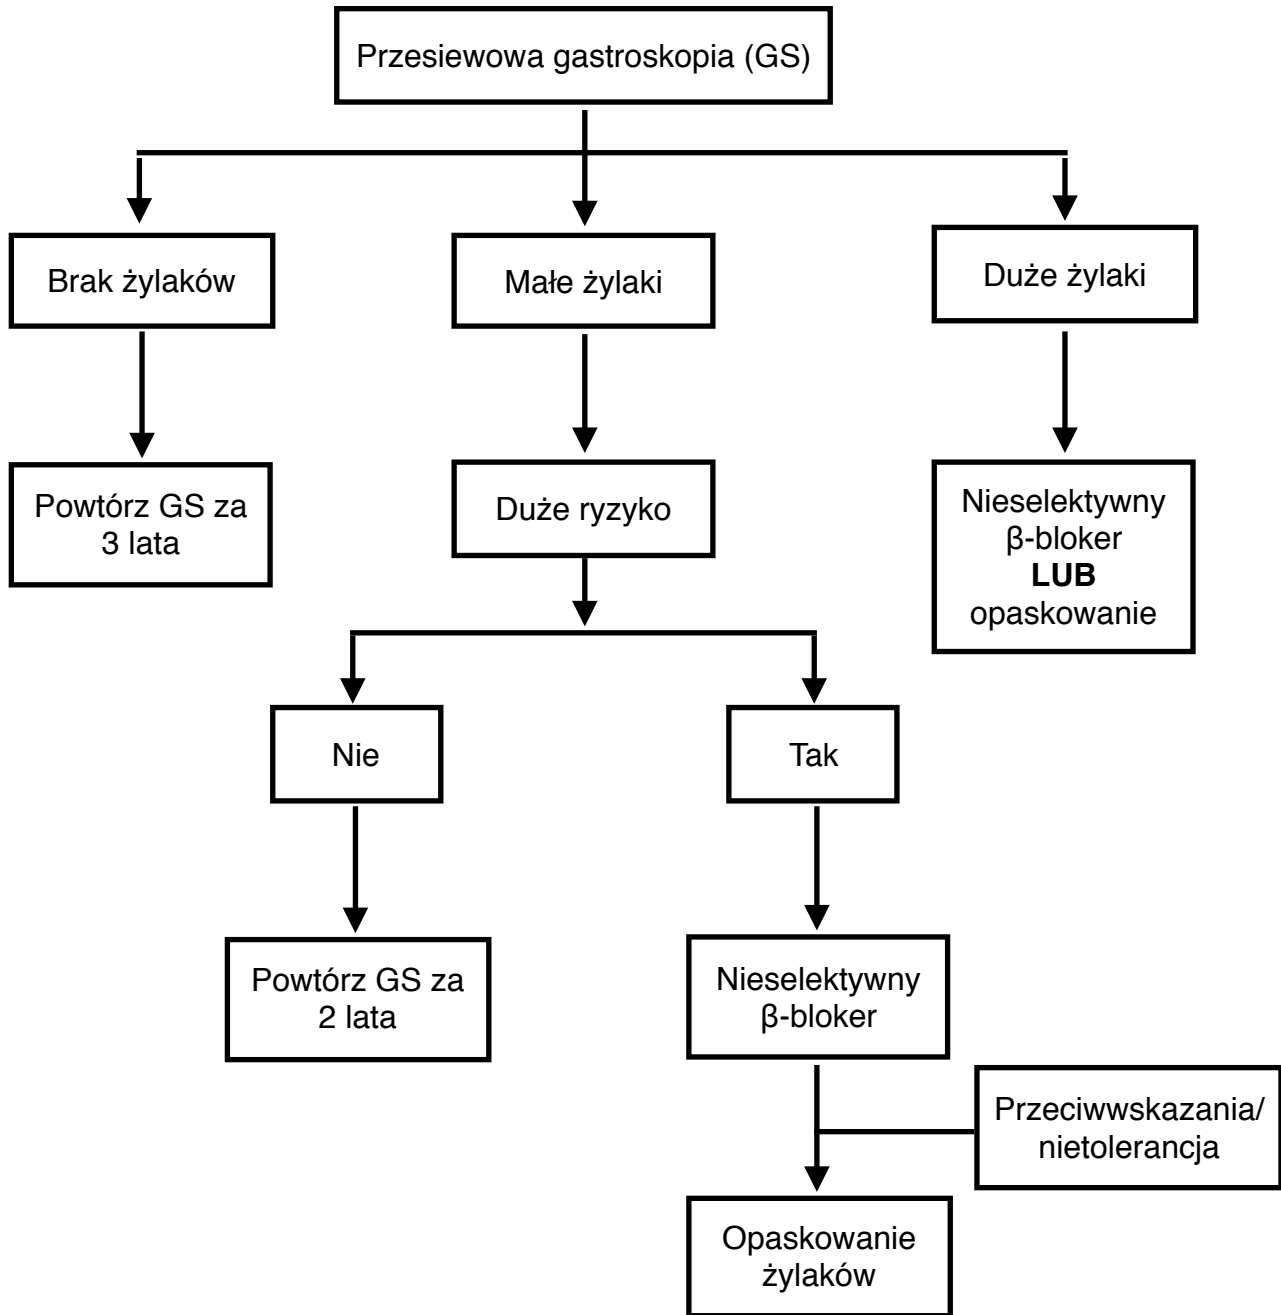 Przesiewowa gastroskopia (GS)
Brak żylaków
Małe żylaki
Duże żylaki
Powtórz GS za
3 lata
Duże ryzyko
Nieselektywny
β-bloker
LUB
opaskowanie
Nie
Tak
Powtórz GS za
2 lata
Nieselektywny
β-bloker
Przeciwwskazania/
nietolerancja
Opaskowanie
żylaków